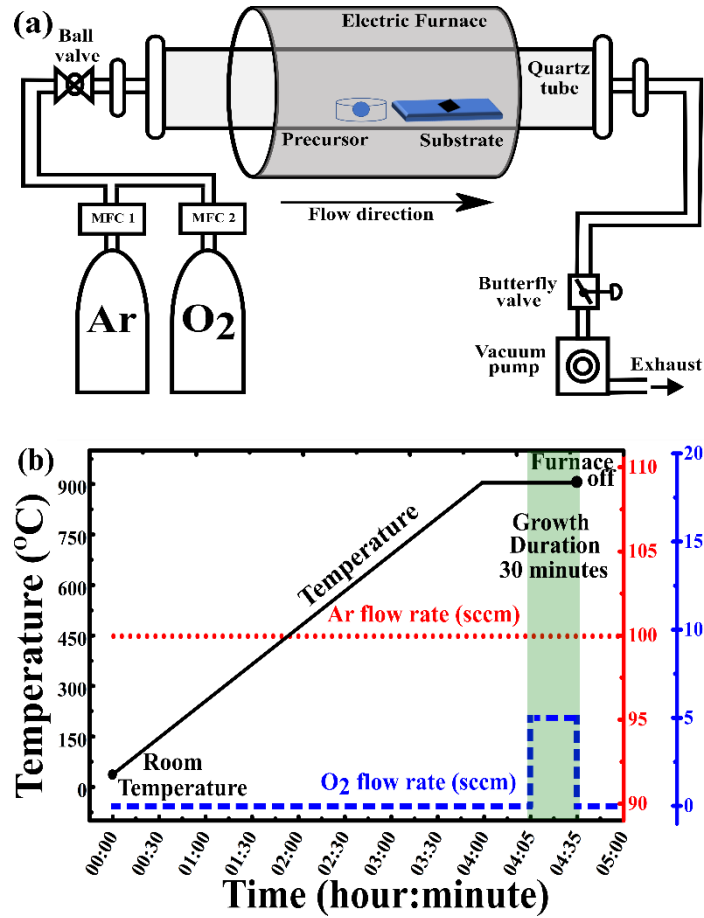 (a)
Electric Furnace
Ball
valve
Quartz
tube
Precursor
Substrate
MFC 1
MFC 2
Flow direction
Ar
O2
Butterfly
valve
Vacuum
pump
Exhaust
(b)
Temperature (°C)
900
750
600
450
300
150
0
Temperature
Furnace
off
Growth
Duration
30 minutes
Ar flow rate (sccm)
Room
Temperature
O2 flow rate (sccm)
110
105
100
95
90
20
15
10
5
0
00:00
00:30
01:00
01:30
02:00
02:30
03:00
03:30
04:00
04:05
04:35
05:00
Time (hour:minute)